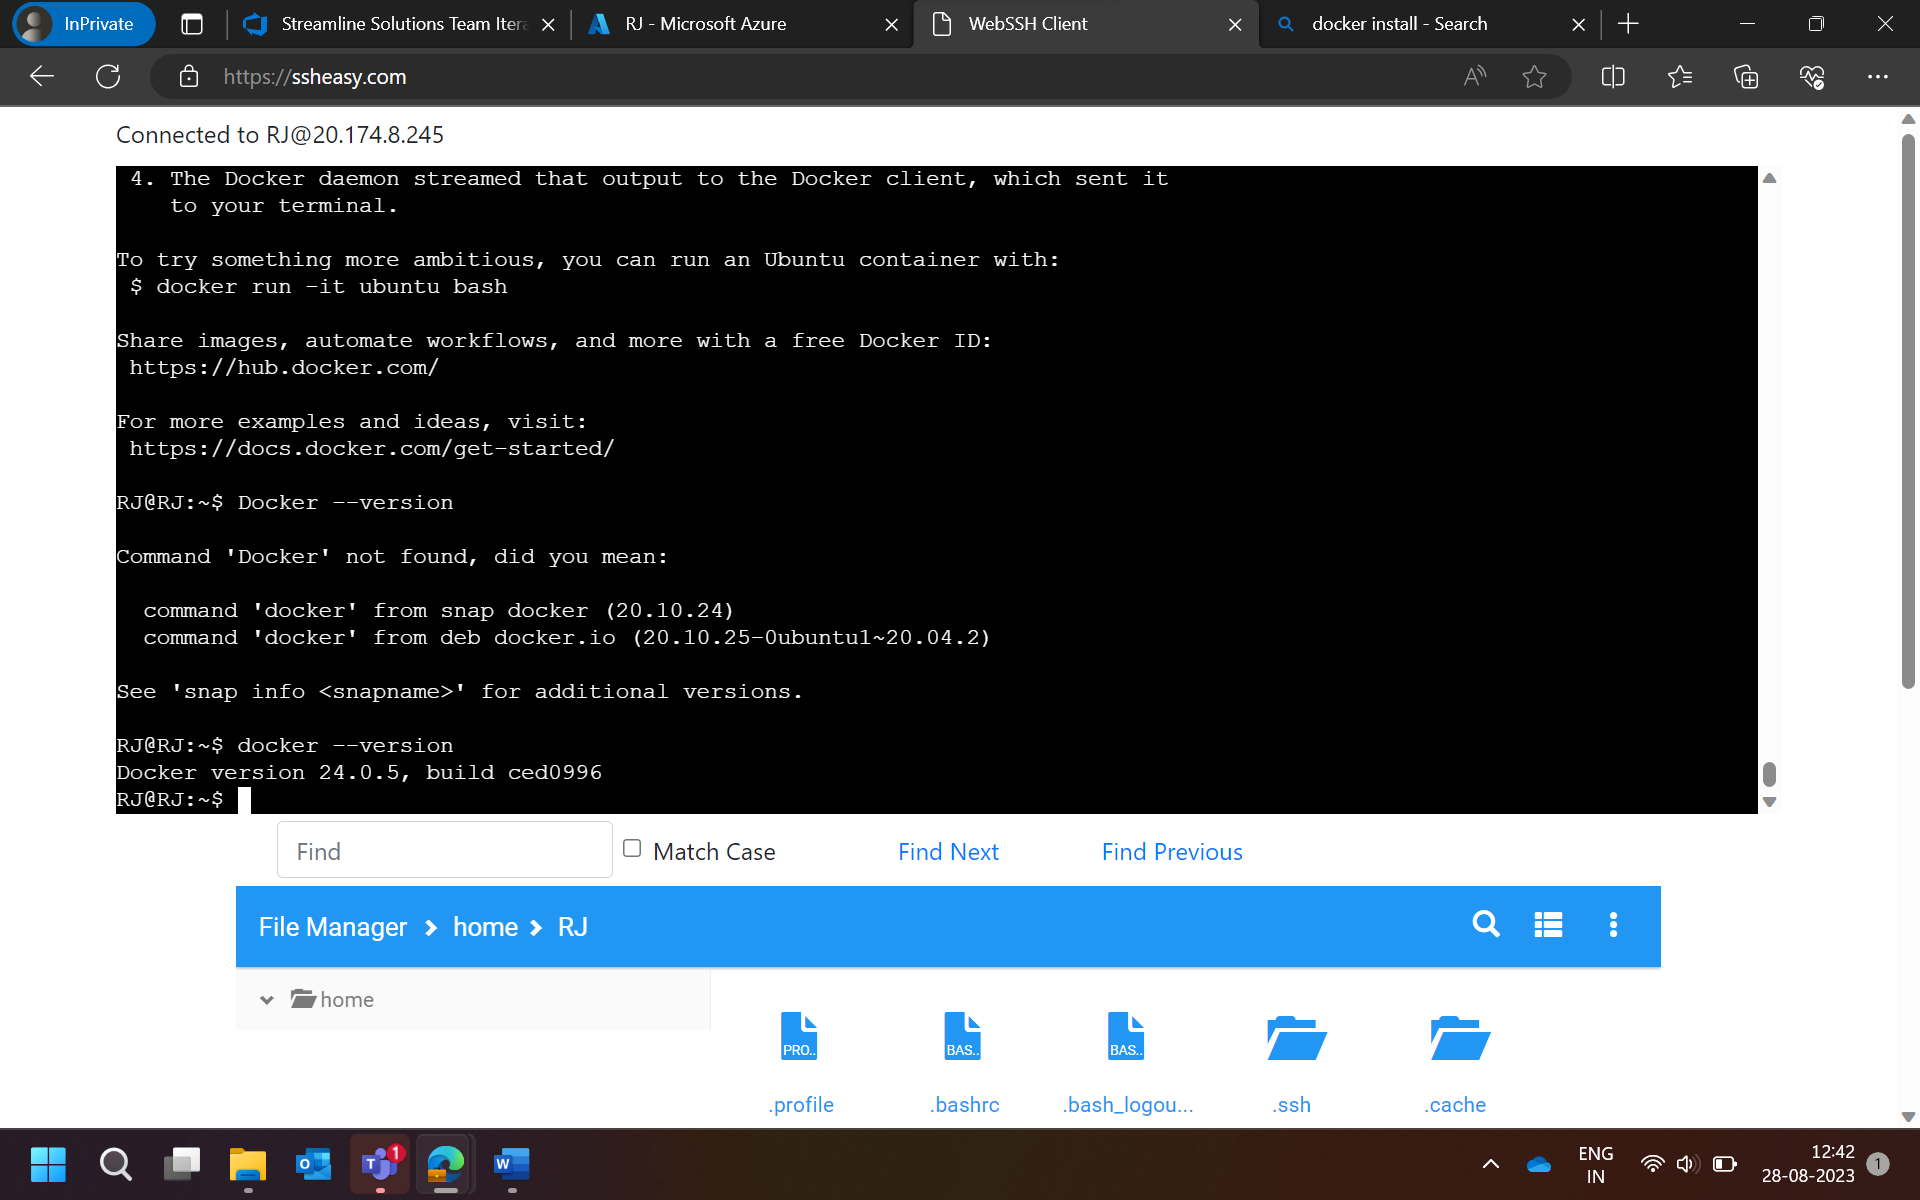 InPrivate
Streamline Solutions Team Itera
RJ - Microsoft Azure
WebSSH Client
docker install - Search
https://ssheasy.com
Connected to RJ@20.174.8.245
4. The Docker daemon streamed that output to the Docker client, which sent it
to your terminal.
To try something more ambitious, you can run an Ubuntu container with:
$ docker run -it ubuntu bash
Share images, automate workflows, and more with a free Docker ID:
https://hub.docker.com/
For more examples and ideas, visit:
https://docs.docker.com/get-started/
RJ@RJ:~$ Docker --version
Command 'Docker' not found, did you mean:
command 'docker' from snap docker (20.10.24)
command 'docker' from deb docker.io (20.10.25-0ubuntu1~20.04.2)
See 'snap info <snapname>' for additional versions.
RJ@RJ:~$ docker --version
Docker version 24.0.5, build ced0996
RJ@RJ:~$
Find
Match Case
Find Next
Find Previous
File Manager > home > RJ
home
PRO..
BAS..
BAS..
.profile
.bashrc
.bash_logou...
.ssh
.cache
1
ENG
IN
12:42
28-08-2023
1